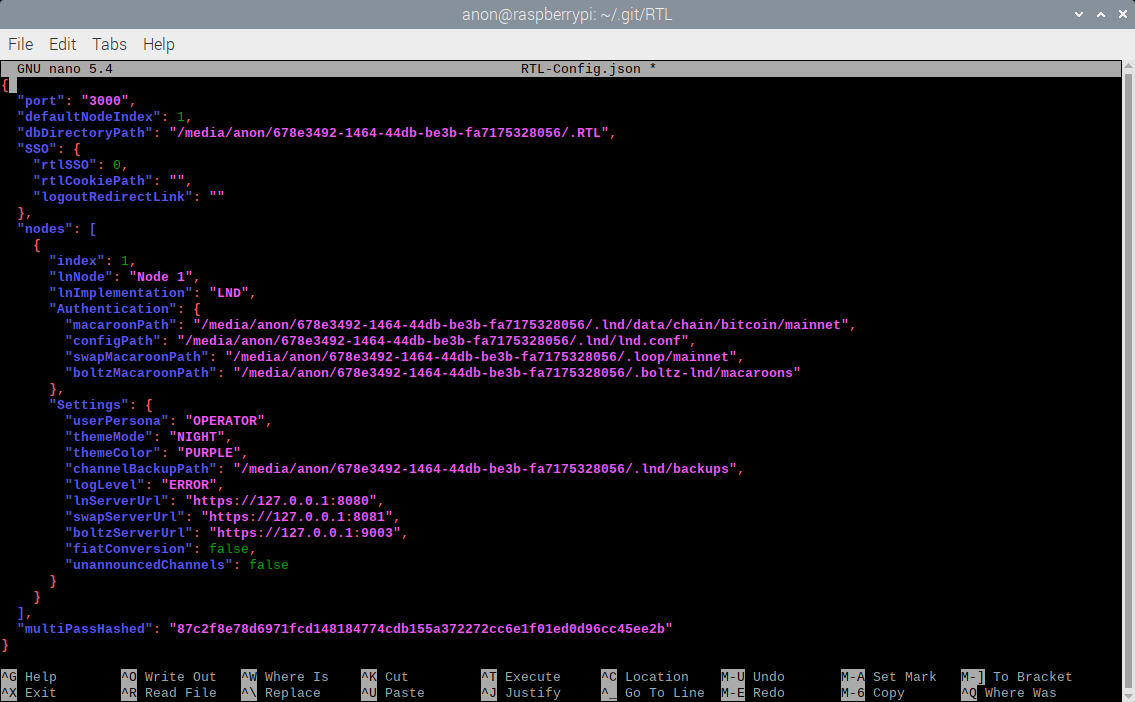 anon@raspberrypi: ~/.git/RTL
File Edit Tabs Help
GNU nano 5.4 RTL-Config.json *
{
  "port": "3000",
  "defaultNodeIndex": 1,
  "dbDirectoryPath": "/media/anon/678e3492-1464-44db-be3b-fa7175328056/.RTL",
  "SSO": {
    "rtlSSO": 0,
    "rtlCookiePath": "",
    "logoutRedirectLink": ""
  },
  "nodes": [
    {
      "index": 1,
      "lnNode": "Node 1",
      "lnImplementation": "LND",
      "Authentication": {
        "macaroonPath": "/media/anon/678e3492-1464-44db-be3b-fa7175328056/.lnd/data/chain/bitcoin/mainnet",
        "configPath": "/media/anon/678e3492-1464-44db-be3b-fa7175328056/.lnd/lnd.conf",
        "swapMacaroonPath": "/media/anon/678e3492-1464-44db-be3b-fa7175328056/.loop/mainnet",
        "boltzMacaroonPath": "/media/anon/678e3492-1464-44db-be3b-fa7175328056/.boltz-lnd/macaroons"
      },
      "Settings": {
        "userPersona": "OPERATOR",
        "themeMode": "NIGHT",
        "themeColor": "PURPLE",
        "channelBackupPath": "/media/anon/678e3492-1464-44db-be3b-fa7175328056/.lnd/backups",
        "logLevel": "ERROR",
        "lnServerUrl": "https://127.0.0.1:8080",
        "swapServerUrl": "https://127.0.0.1:8081",
        "boltzServerUrl": "https://127.0.0.1:9003",
        "fiatConversion": false,
        "unannouncedChannels": false
      }
    }
  ],
  "multiPassHashed": "87c2f8e78d6971fcd148184774cdb155a372272cc6e1f01ed0d96cc45ee2b"
}
^G Help ^O Write Out ^W Where Is ^K Cut ^T Execute ^C Location M-U Undo M-A Set Mark M-] To Bracket
^X Exit ^R Read File ^\ Replace ^U Paste ^J Justify ^_ Go To Line M-E Redo M-6 Copy ^Q Where Was